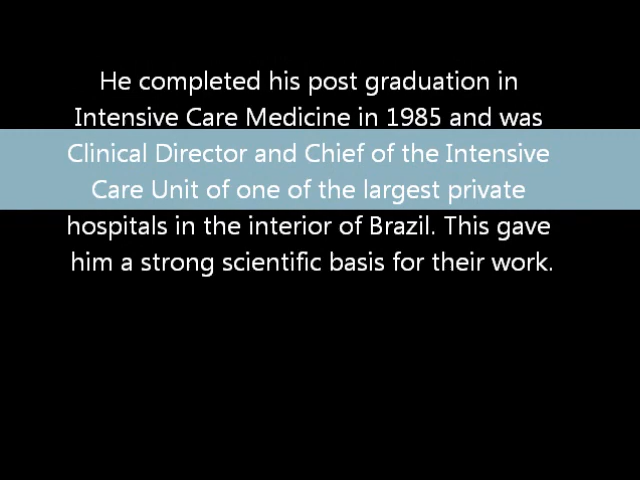 He completed his post graduation in
Intensive Care Medicine in 1985 and was
Clinical Director and Chief of the Intensive
Care Unit of one of the largest private
hospitals in the interior of Brazil. This gave
him a strong scientific basis for their work.